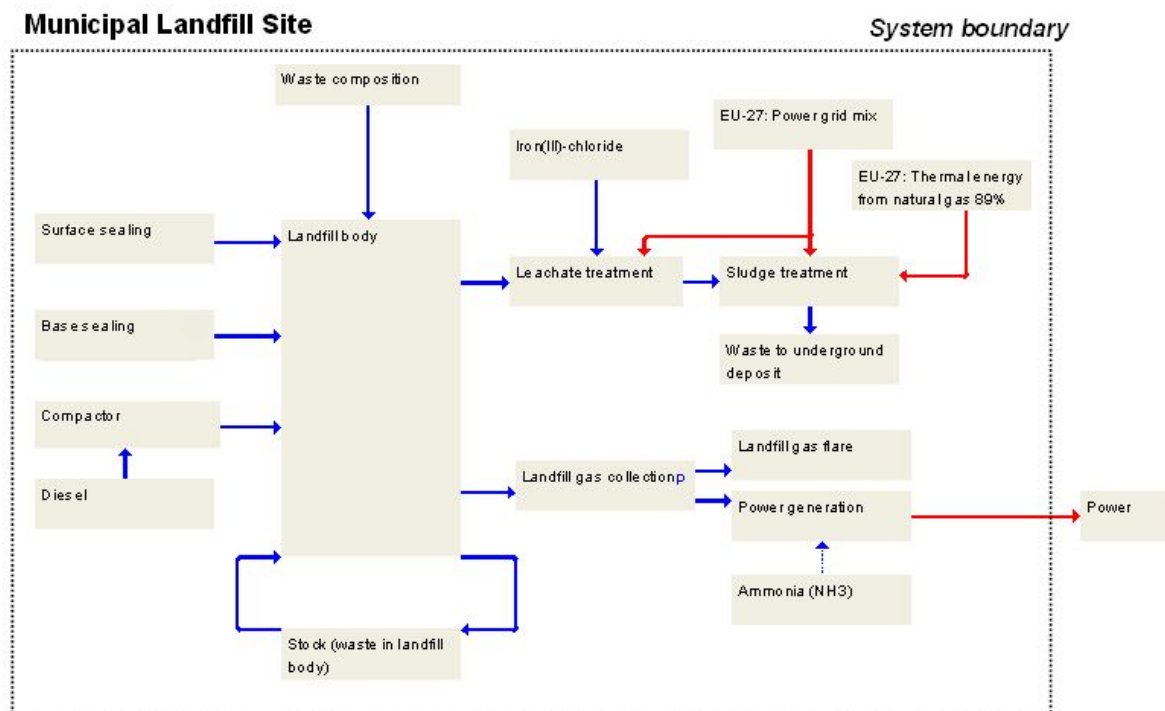 Municipal Landfill Site
System boundary
Waste composition
EU-27: Power grid mix
Iron(III)-chloride
EU-27: Thermal energy
from natural gas 89%
Surface sealing
Landfill body
Leachate treatment
Sludge treatment
Base sealing
Waste to underground
deposit
Compactor
Landfill gas flare
Landfill gas collectionp
Diesel
Power generation
Power
Ammonia (NH3)
Stock (waste in landfill
body)